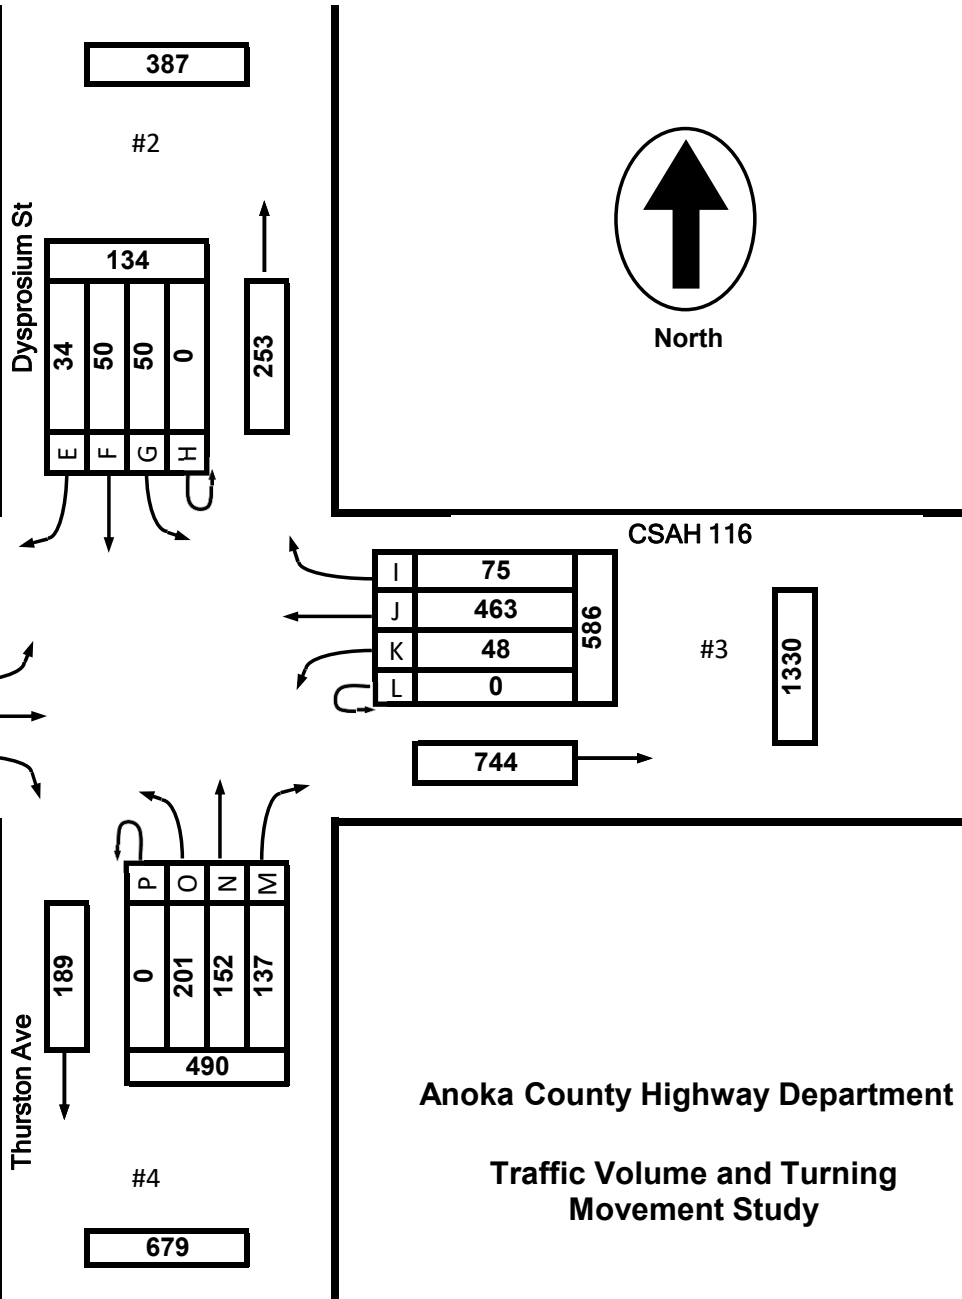 387
#2
Dysprosium St
134
34
50
50
0
253
E
F
G
H
North
CSAH 116
I
75
J
463
K
48
L
0
586
#3
1330
744
P
O
N
M
0
201
152
137
490
189
Thurston Ave
#4
679
Anoka County Highway Department
Traffic Volume and Turning
Movement Study